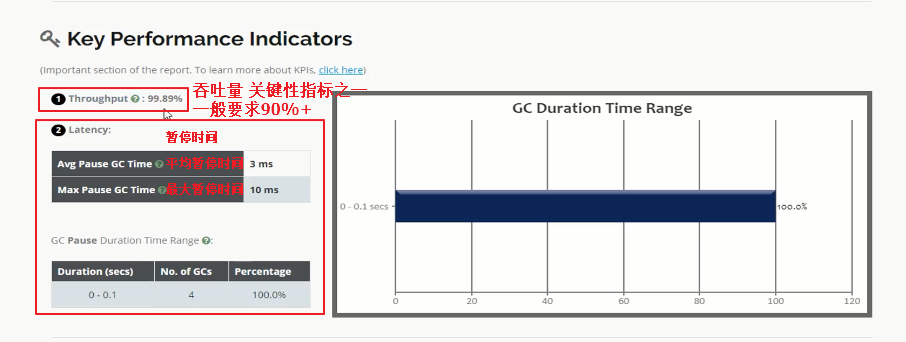 Key Performance Indicators
(Important section of the report. To learn more about KPIs, click here)
1 Throughput ? : 99.89%
吞吐量 关键性指标之一
一般要求90%+
2 Latency:
暂停时间
Avg Pause GC Time ? 平均暂停时间 3 ms
Max Pause GC Time ? 最大暂停时间 10 ms
GC Pause Duration Time Range ?:
Duration (secs) No. of GCs Percentage
0 - 0.1 4 100.0%
GC Duration Time Range
0 - 0.1 secs 100.0%
0 20 40 60 80 100 120